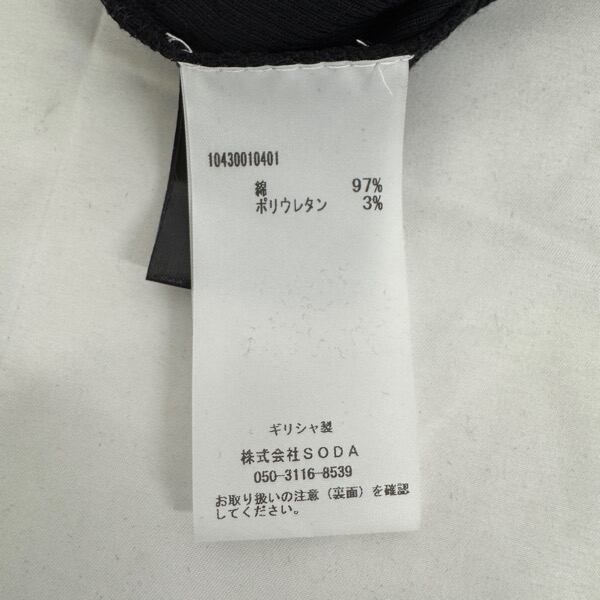 10430010401
綿 97%
ポリウレタン 3%
ギリシャ製
株式会社SODA
050-3116-8539
お取り扱いの注意(裏面)を確認
してください。